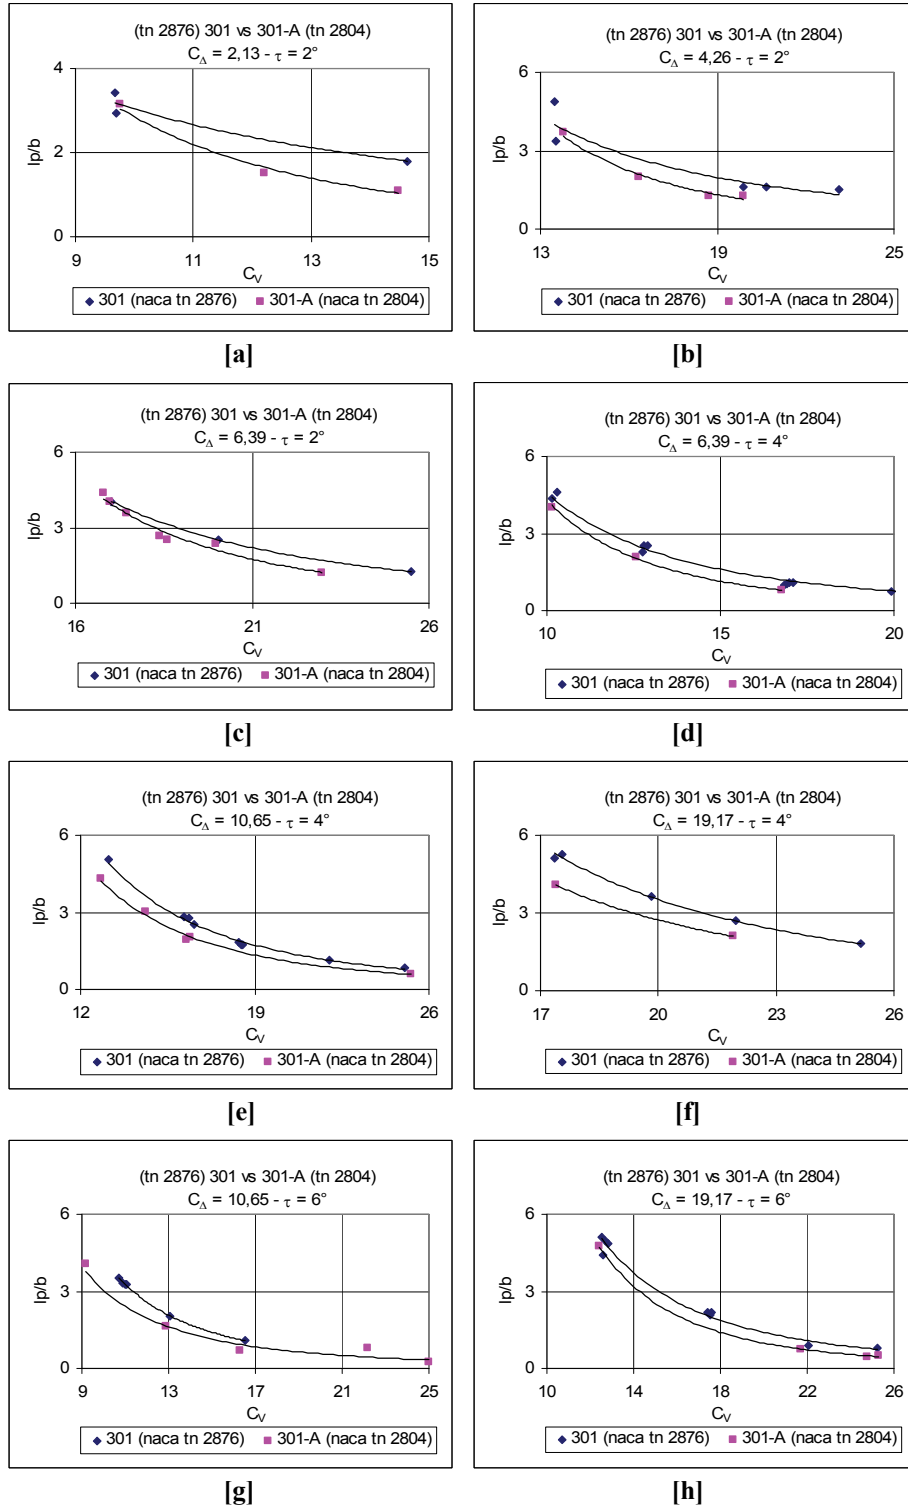 (tn 2876) 301 vs 301-A (tn 2804)
C_Δ = 2,13 - τ = 2°
4
2
0
lp/b
9 11 13 15
C_V
301 (naca tn 2876) 301-A (naca tn 2804)
[a]
(tn 2876) 301 vs 301-A (tn 2804)
C_Δ = 4,26 - τ = 2°
6
3
0
lp/b
13 19 25
C_V
301 (naca tn 2876) 301-A (naca tn 2804)
[b]
(tn 2876) 301 vs 301-A (tn 2804)
C_Δ = 6,39 - τ = 2°
6
3
0
lp/b
16 21 26
C_V
301 (naca tn 2876) 301-A (naca tn 2804)
[c]
(tn 2876) 301 vs 301-A (tn 2804)
C_Δ = 6,39 - τ = 4°
6
3
0
lp/b
10 15 20
C_V
301 (naca tn 2876) 301-A (naca tn 2804)
[d]
(tn 2876) 301 vs 301-A (tn 2804)
C_Δ = 10,65 - τ = 4°
6
3
0
lp/b
12 19 26
C_V
301 (naca tn 2876) 301-A (naca tn 2804)
[e]
(tn 2876) 301 vs 301-A (tn 2804)
C_Δ = 19,17 - τ = 4°
6
3
0
lp/b
17 20 23 26
C_V
301 (naca tn 2876) 301-A (naca tn 2804)
[f]
(tn 2876) 301 vs 301-A (tn 2804)
C_Δ = 10,65 - τ = 6°
6
3
0
lp/b
9 13 17 21 25
C_V
301 (naca tn 2876) 301-A (naca tn 2804)
[g]
(tn 2876) 301 vs 301-A (tn 2804)
C_Δ = 19,17 - τ = 6°
6
3
0
lp/b
10 14 18 22 26
C_V
301 (naca tn 2876) 301-A (naca tn 2804)
[h]